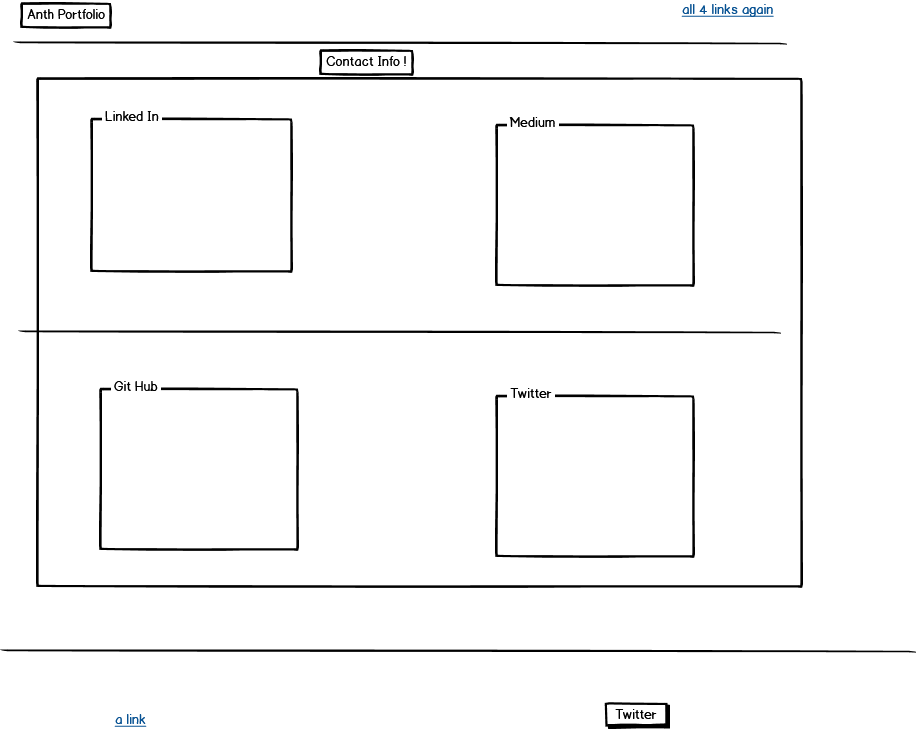 Anth Portfolio
all 4 links again
Contact Info !
Linked In
Medium
Git Hub
Twitter
a link
Twitter